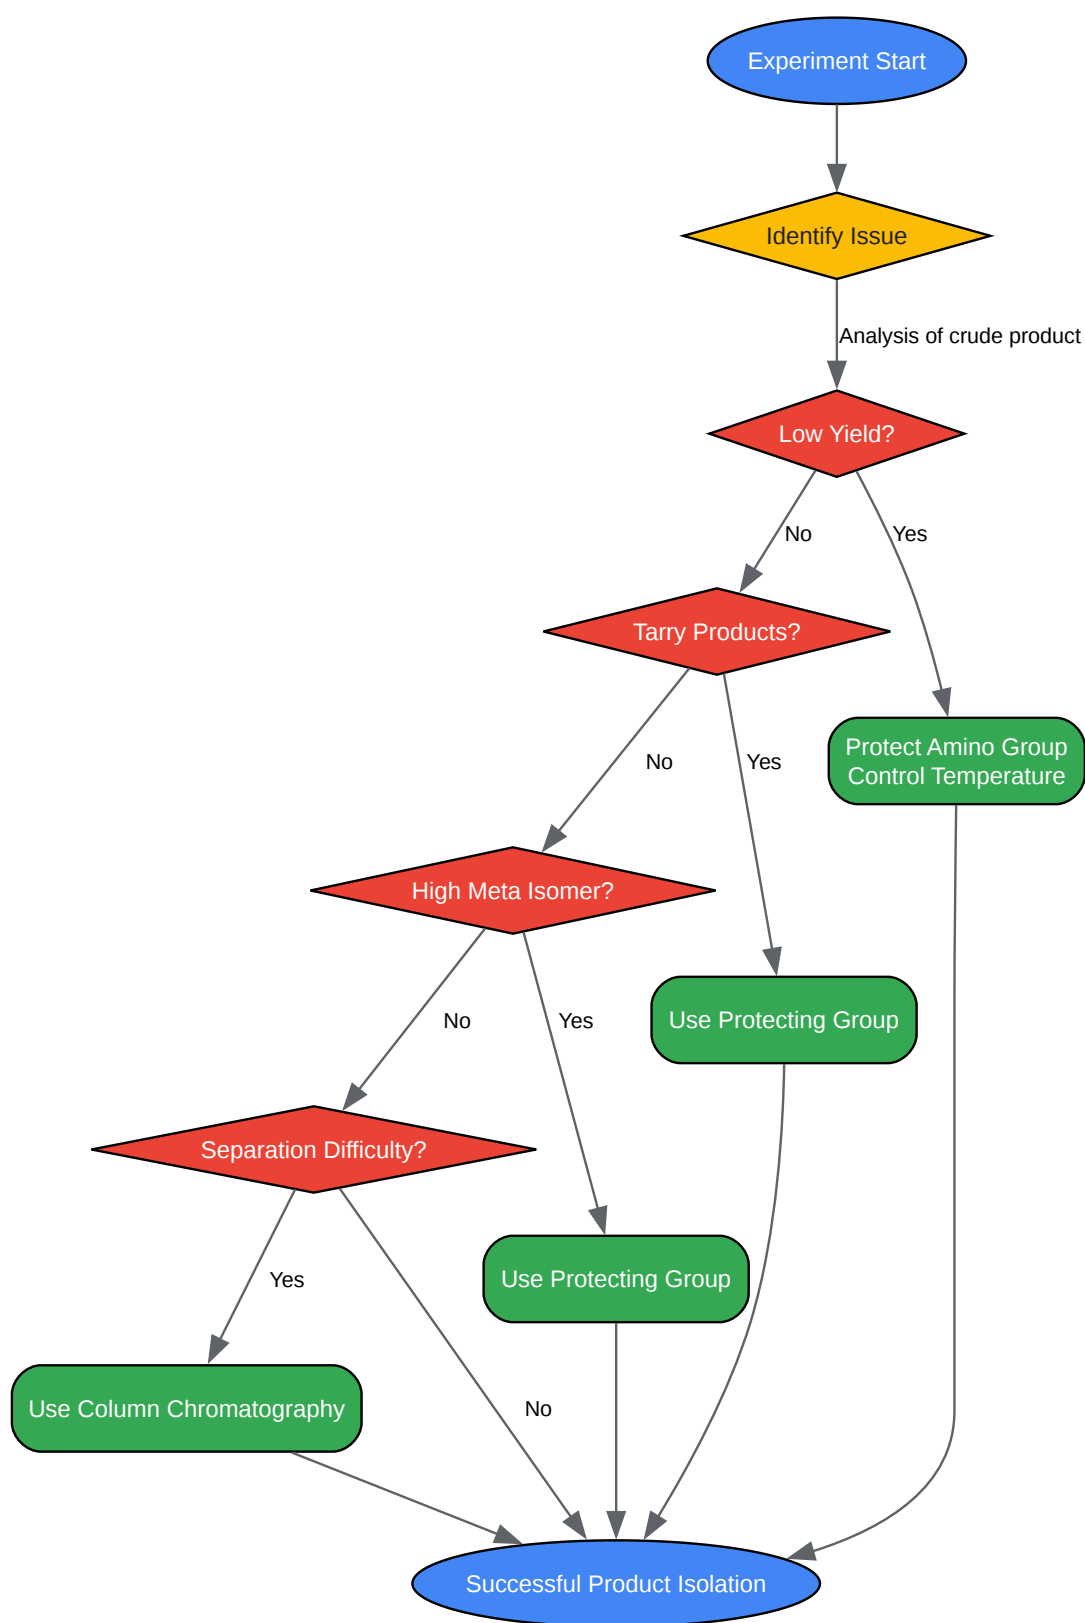 Experiment Start
Identify Issue
Analysis of crude product
Low Yield?
No
Yes
Tarry Products?
Protect Amino Group
Control Temperature
No
Yes
High Meta Isomer?
Use Protecting Group
No
Yes
Separation Difficulty?
Use Protecting Group
Yes
Use Column Chromatography
No
Successful Product Isolation